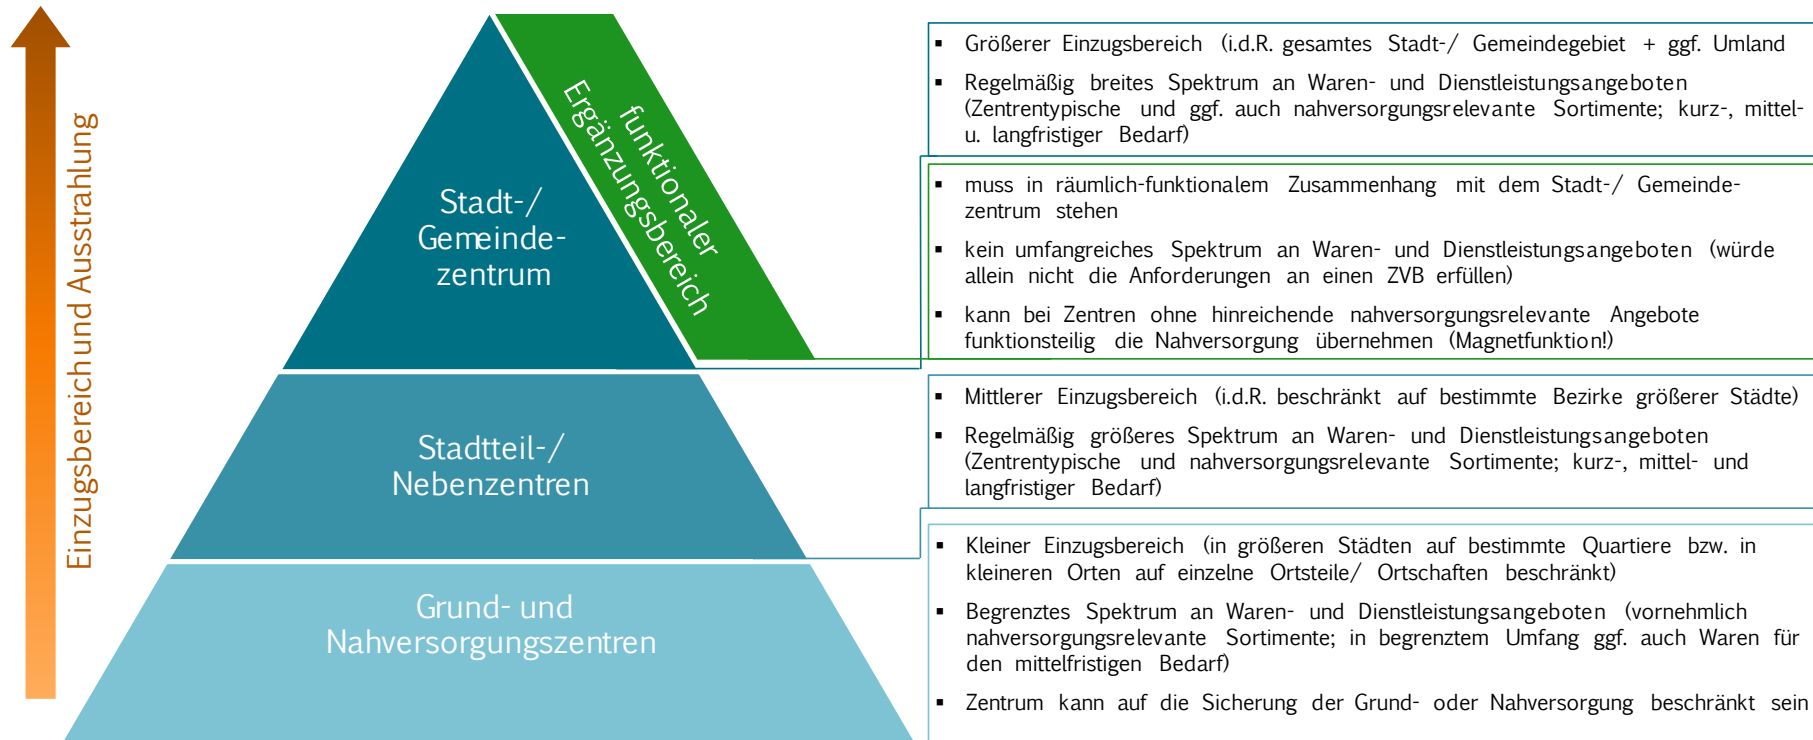 Einzugsbereich und Ausstrahlung
Stadt-/
Gemeinde-
zentrum
funktionaler
Ergänzungsbereich
Stadtteil-/
Nebenzentren
Grund- und
Nahversorgungszentren
▪ Größerer Einzugsbereich (i.d.R. gesamtes Stadt-/ Gemeindegebiet + ggf. Umland
▪ Regelmäßig breites Spektrum an Waren- und Dienstleistungsangeboten
(Zentrentypische und ggf. auch nahversorgungsrelevante Sortimente; kurz-, mittel-
u. langfristiger Bedarf)
▪ muss in räumlich-funktionalem Zusammenhang mit dem Stadt-/ Gemeinde-
zentrum stehen
▪ kein umfangreiches Spektrum an Waren- und Dienstleistungsangeboten (würde
allein nicht die Anforderungen an einen ZVB erfüllen)
▪ kann bei Zentren ohne hinreichende nahversorgungsrelevante Angebote
funktionsteilig die Nahversorgung übernehmen (Magnetfunktion!)
▪ Mittlerer Einzugsbereich (i.d.R. beschränkt auf bestimmte Bezirke größerer Städte)
▪ Regelmäßig größeres Spektrum an Waren- und Dienstleistungsangeboten
(Zentrentypische und nahversorgungsrelevante Sortimente; kurz-, mittel- und
langfristiger Bedarf)
▪ Kleiner Einzugsbereich (in größeren Städten auf bestimmte Quartiere bzw. in
kleineren Orten auf einzelne Ortsteile/ Ortschaften beschränkt)
▪ Begrenztes Spektrum an Waren- und Dienstleistungsangeboten (vornehmlich
nahversorgungsrelevante Sortimente; in begrenztem Umfang ggf. auch Waren für
den mittelfristigen Bedarf)
▪ Zentrum kann auf die Sicherung der Grund- oder Nahversorgung beschränkt sein